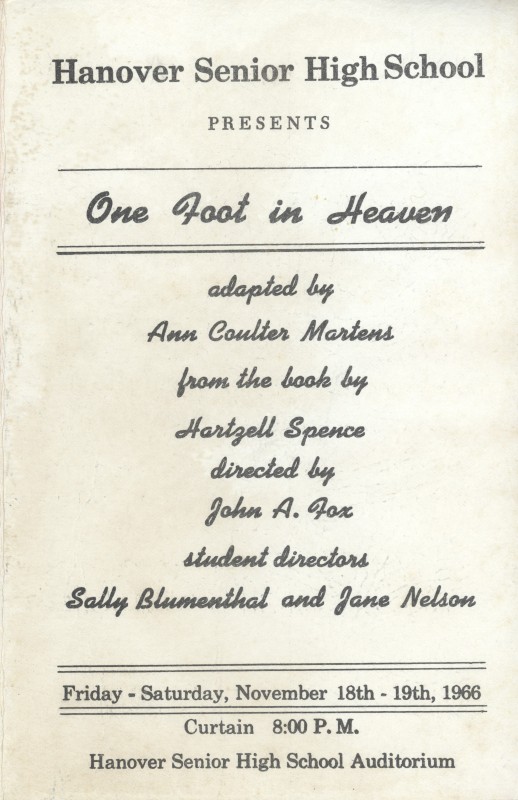 Hanover Senior High School
PRESENTS
One Foot in Heaven
adapted by
Ann Coulter Martens
from the book by
Hartzell Spence
directed by
John A. Fox
student directors
Sally Blumenthal and Jane Nelson
Friday - Saturday, November 18th - 19th, 1966
Curtain 8:00 P. M.
Hanover Senior High School Auditorium